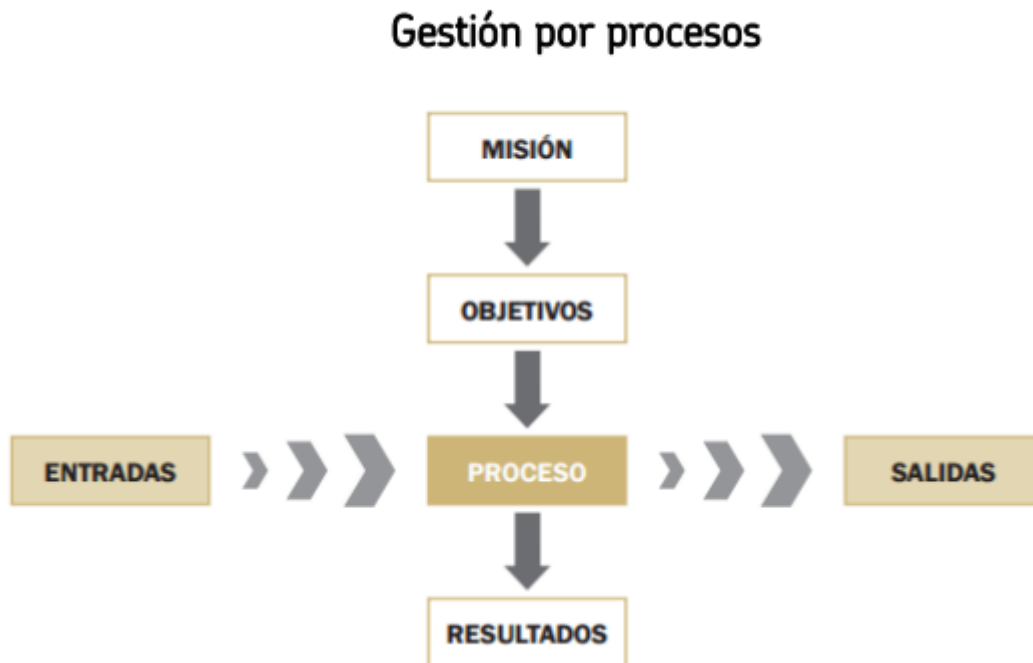 Gestión por procesos
MISIÓN
OBJETIVOS
ENTRADAS
PROCESO
SALIDAS
RESULTADOS